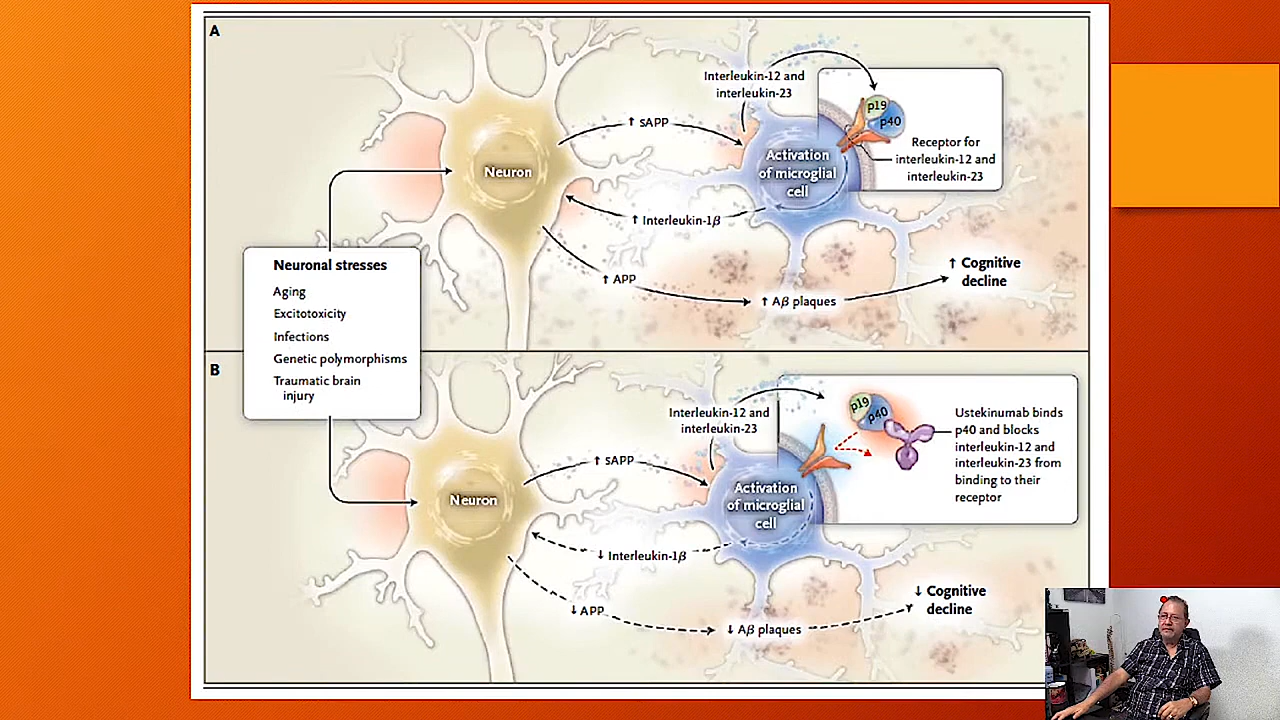 A
Interleukin-12 and
interleukin-23
p19
p40
↑ sAPP
Receptor for
interleukin-12 and
interleukin-23
Neuron
Activation
of microglial
cell
↑ Interleukin-1β
↑ APP
↑ Aβ plaques
↑ Cognitive
decline
Neuronal stresses
Aging
Excitotoxicity
Infections
Genetic polymorphisms
Traumatic brain
injury
B
Interleukin-12 and
interleukin-23
p19
p40
Ustekinumab binds
p40 and blocks
interleukin-12 and
interleukin-23 from
binding to their
receptor
↑ sAPP
Neuron
Activation
of microglial
cell
↓ Interleukin-1β
↓ APP
↓ Aβ plaques
↓ Cognitive
decline